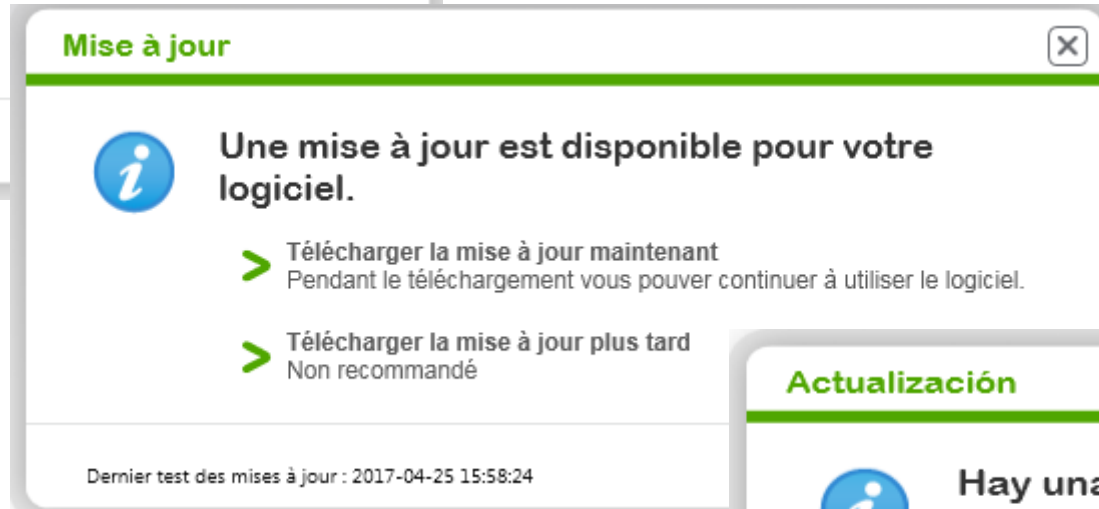 Mise à jour
Une mise à jour est disponible pour votre
logiciel.
Télécharger la mise à jour maintenant
Pendant le téléchargement vous pouver continuer à utiliser le logiciel.
Télécharger la mise à jour plus tard
Non recommandé
Dernier test des mises à jour : 2017-04-25 15:58:24
Actualización
Hay una